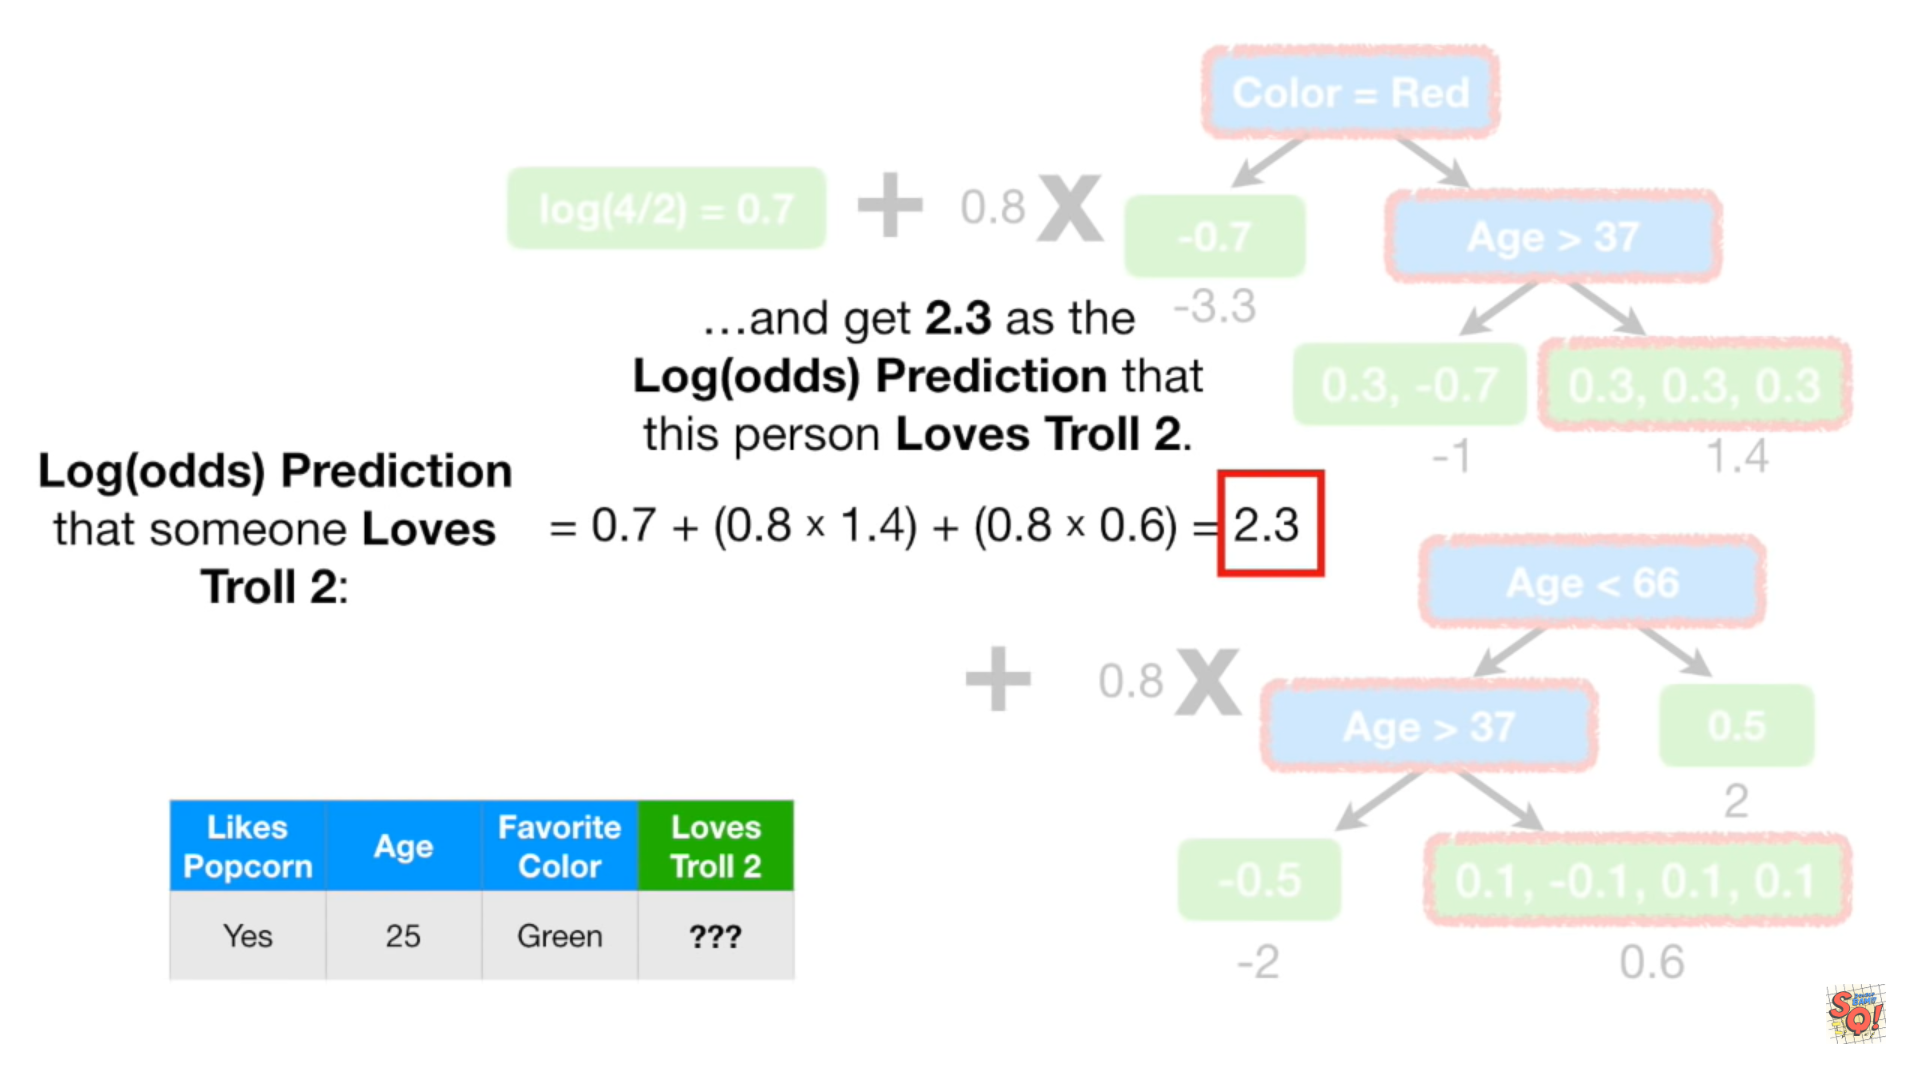 Color = Red
log(4/2) = 0.7 + 0.8 X
-0.7
Age > 37
-3.3
0.3, -0.7
0.3, 0.3, 0.3
-1
1.4
…and get 2.3 as the
Log(odds) Prediction that
this person Loves Troll 2.
Log(odds) Prediction
that someone Loves
Troll 2:
= 0.7 + (0.8 x 1.4) + (0.8 x 0.6) = 2.3
Age < 66
+ 0.8 X
Age > 37
0.5
2
-0.5
0.1, -0.1, 0.1, 0.1
-2
0.6
Likes Popcorn Age Favorite Color Loves Troll 2
Yes 25 Green ???
SQ!